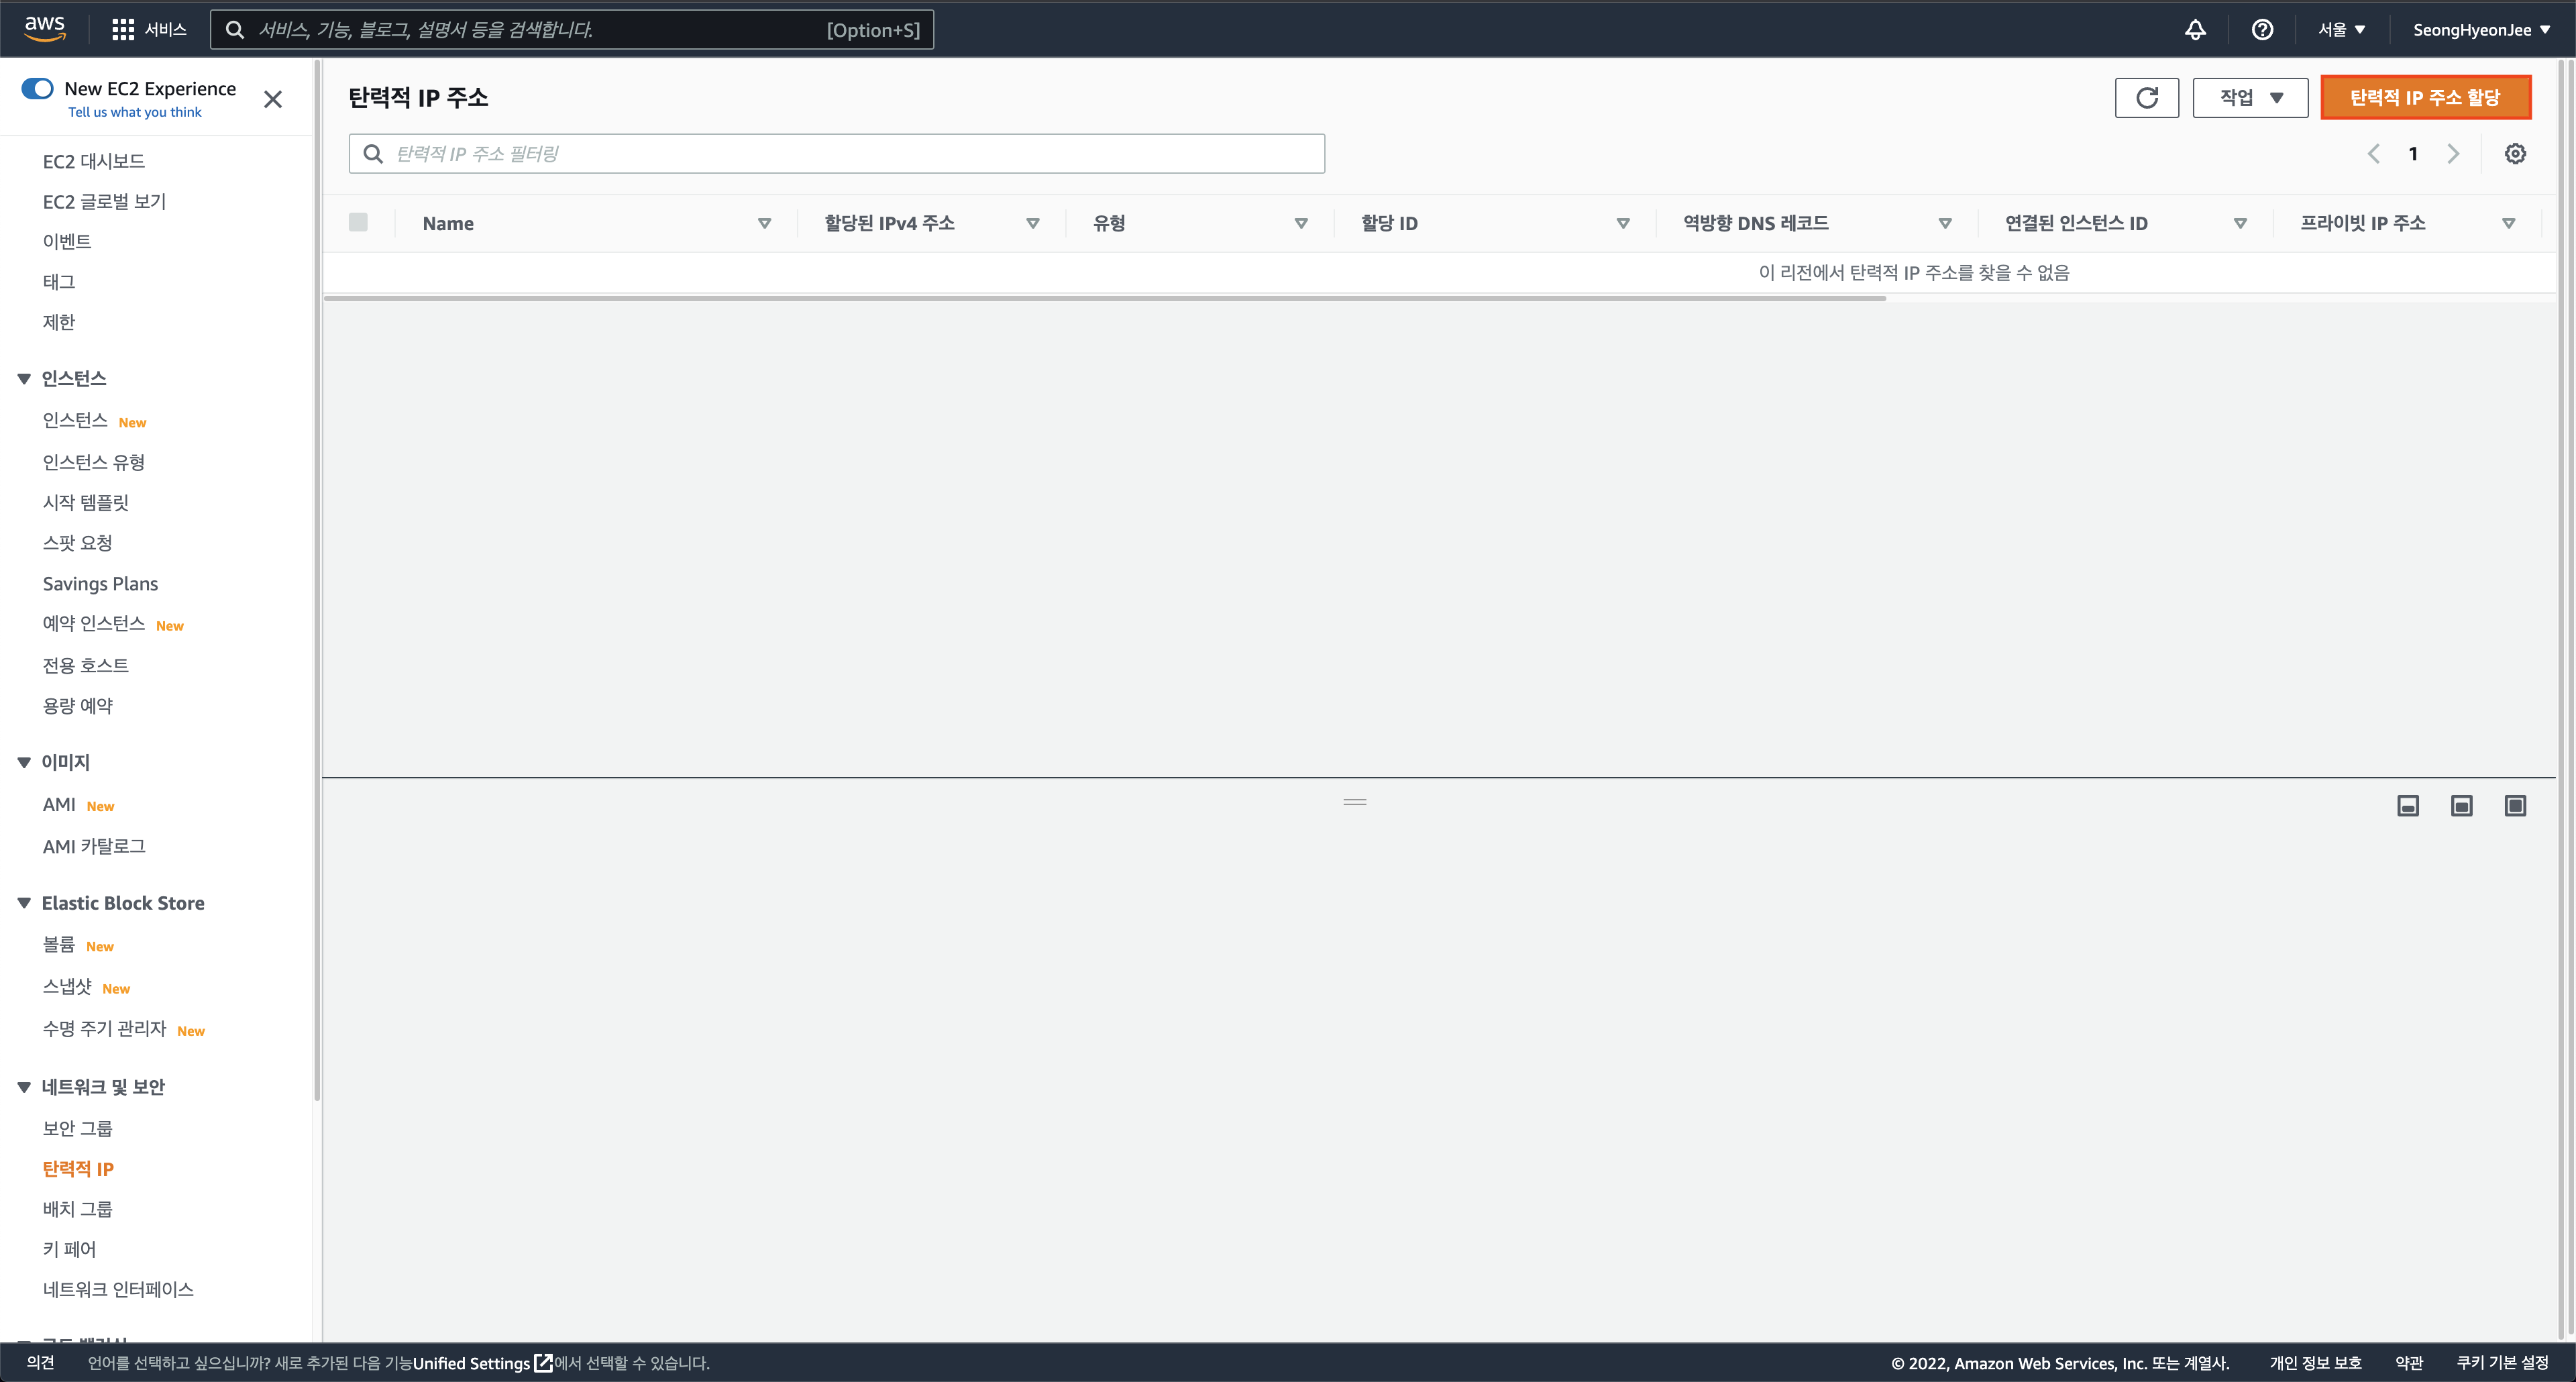 aws
서비스
서비스, 기능, 블로그, 설명서 등을 검색합니다.
[Option+S]
서울
SeongHyeonJee
New EC2 Experience
Tell us what you think
EC2 대시보드
EC2 글로벌 보기
이벤트
태그
제한
인스턴스
인스턴스 New
인스턴스 유형
시작 템플릿
스팟 요청
Savings Plans
예약 인스턴스 New
전용 호스트
용량 예약
이미지
AMI New
AMI 카탈로그
Elastic Block Store
볼륨 New
스냅샷 New
수명 주기 관리자 New
네트워크 및 보안
보안 그룹
탄력적 IP
배치 그룹
키 페어
네트워크 인터페이스
탄력적 IP 주소
작업
탄력적 IP 주소 할당
탄력적 IP 주소 필터링
1
Name
할당된 IPv4 주소
유형
할당 ID
역방향 DNS 레코드
연결된 인스턴스 ID
프라이빗 IP 주소
이 리전에서 탄력적 IP 주소를 찾을 수 없음
의견
언어를 선택하고 싶으십니까? 새로 추가된 다음 기능Unified Settings에서 선택할 수 있습니다.
© 2022, Amazon Web Services, Inc. 또는 계열사.
개인 정보 보호
약관
쿠키 기본 설정